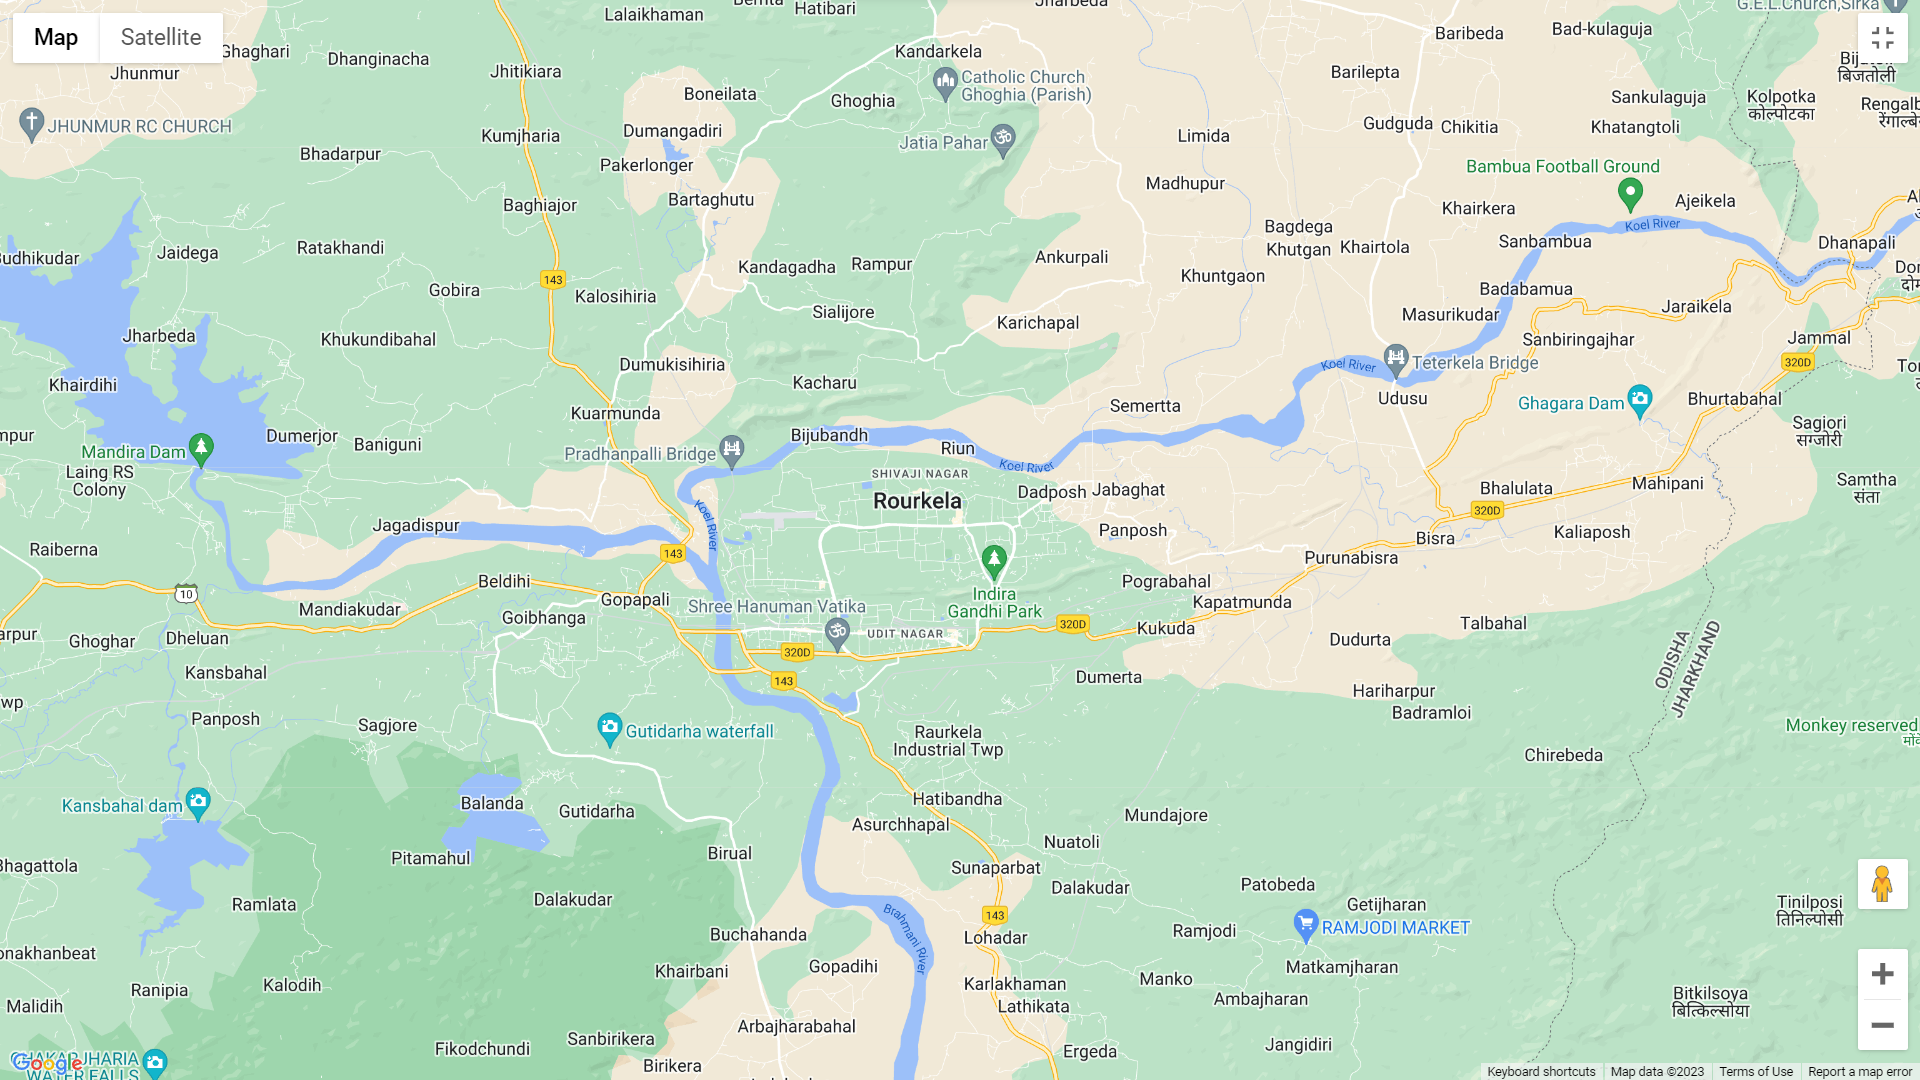 Map
Satellite
Lalaikhaman
Hatibari
Jharbeda
G.E.L.Church,Sirka
Baribeda
Bad-kulaguja
Ghaghari
Dhanginacha
Kandarkela
Jhunmur
Jhitikiara
Barilepta
बिजतोली
Catholic Church
Ghoghia (Parish)
Boneilata
Ghoghia
Sankulaguja
Kolpotka
कोल्पोटका
JHUNMUR RC CHURCH
Kumjharia
Dumangadiri
Jatia Pahar
Limida
Gudguda
Chikitia
Khatangtoli
Bhadarpur
Pakerlonger
Bambua Football Ground
Madhupur
Baghiajor
Bartaghutu
Khairkera
Ajeikela
Koel River
Bagdega
Khutgan
Khairtola
Sanbambua
Dhanapali
Jaidega
Ratakhandi
Budhikudar
Kandagadha
Rampur
Ankurpali
Khuntgaon
143
Gobira
Kalosihiria
Badabamua
Sialijore
Masurikudar
Jaraikela
Jharbeda
Khukundibahal
Karichapal
Sanbiringajhar
Jammal
320D
Dumukisihiria
Koel River
Teterkela Bridge
Khairdihi
Kacharu
Udusu
Ghagara Dam
Bhurtabahal
Kuarmunda
Semertta
Sagiori
सग्जोरी
Dumerjor
Baniguni
Bijubandh
Mandira Dam
Pradhanpalli Bridge
Riun
Koel River
Laing RS
Colony
SHIVAJI NAGAR
Rourkela
Dadposh
Jabaghat
Bhalulata
Mahipani
Samtha
संता
320D
Jagadispur
Koel River
Panposh
Bisra
Kaliaposh
Raiberna
143
Purunabisra
Beldihi
Pograbahal
10
Mandiakudar
Gopapali
Shree Hanuman Vatika
Indira
Gandhi Park
Kapatmunda
Goibhanga
320D
Kukuda
Talbahal
Ghoghar
Dheluan
UDIT NAGAR
Dudurta
320D
ODISHA
JHARKHAND
Kansbahal
143
Dumerta
Hariharpur
Badramloi
Panposh
Sagjore
Gutidarha waterfall
Raurkela
Industrial Twp
Monkey reserved
Chirebeda
Kansbahal dam
Balanda
Gutidarha
Hatibandha
Mundajore
Asurchhapal
Nuatoli
Bhagattola
Pitamahul
Birual
Sunaparbat
Dalakudar
Patobeda
Dalakudar
Ramlata
Getijharan
Tinilposi
तिनिल्पोसी
143
RAMJODI MARKET
Brahmani River
Buchahanda
Lohadar
Ramjodi
Khairbani
Gopadihi
Matkamjharan
Kalodih
Ranipia
Karlakhaman
Manko
Malidih
Lathikata
Ambajharan
Bitkilsoya
बित्किल्सोया
Arbajharabahal
Sanbirikera
Fikodchundi
Ergeda
Jangidiri
Birikera
Google
Keyboard shortcuts
Map data ©2023
Terms of Use
Report a map error